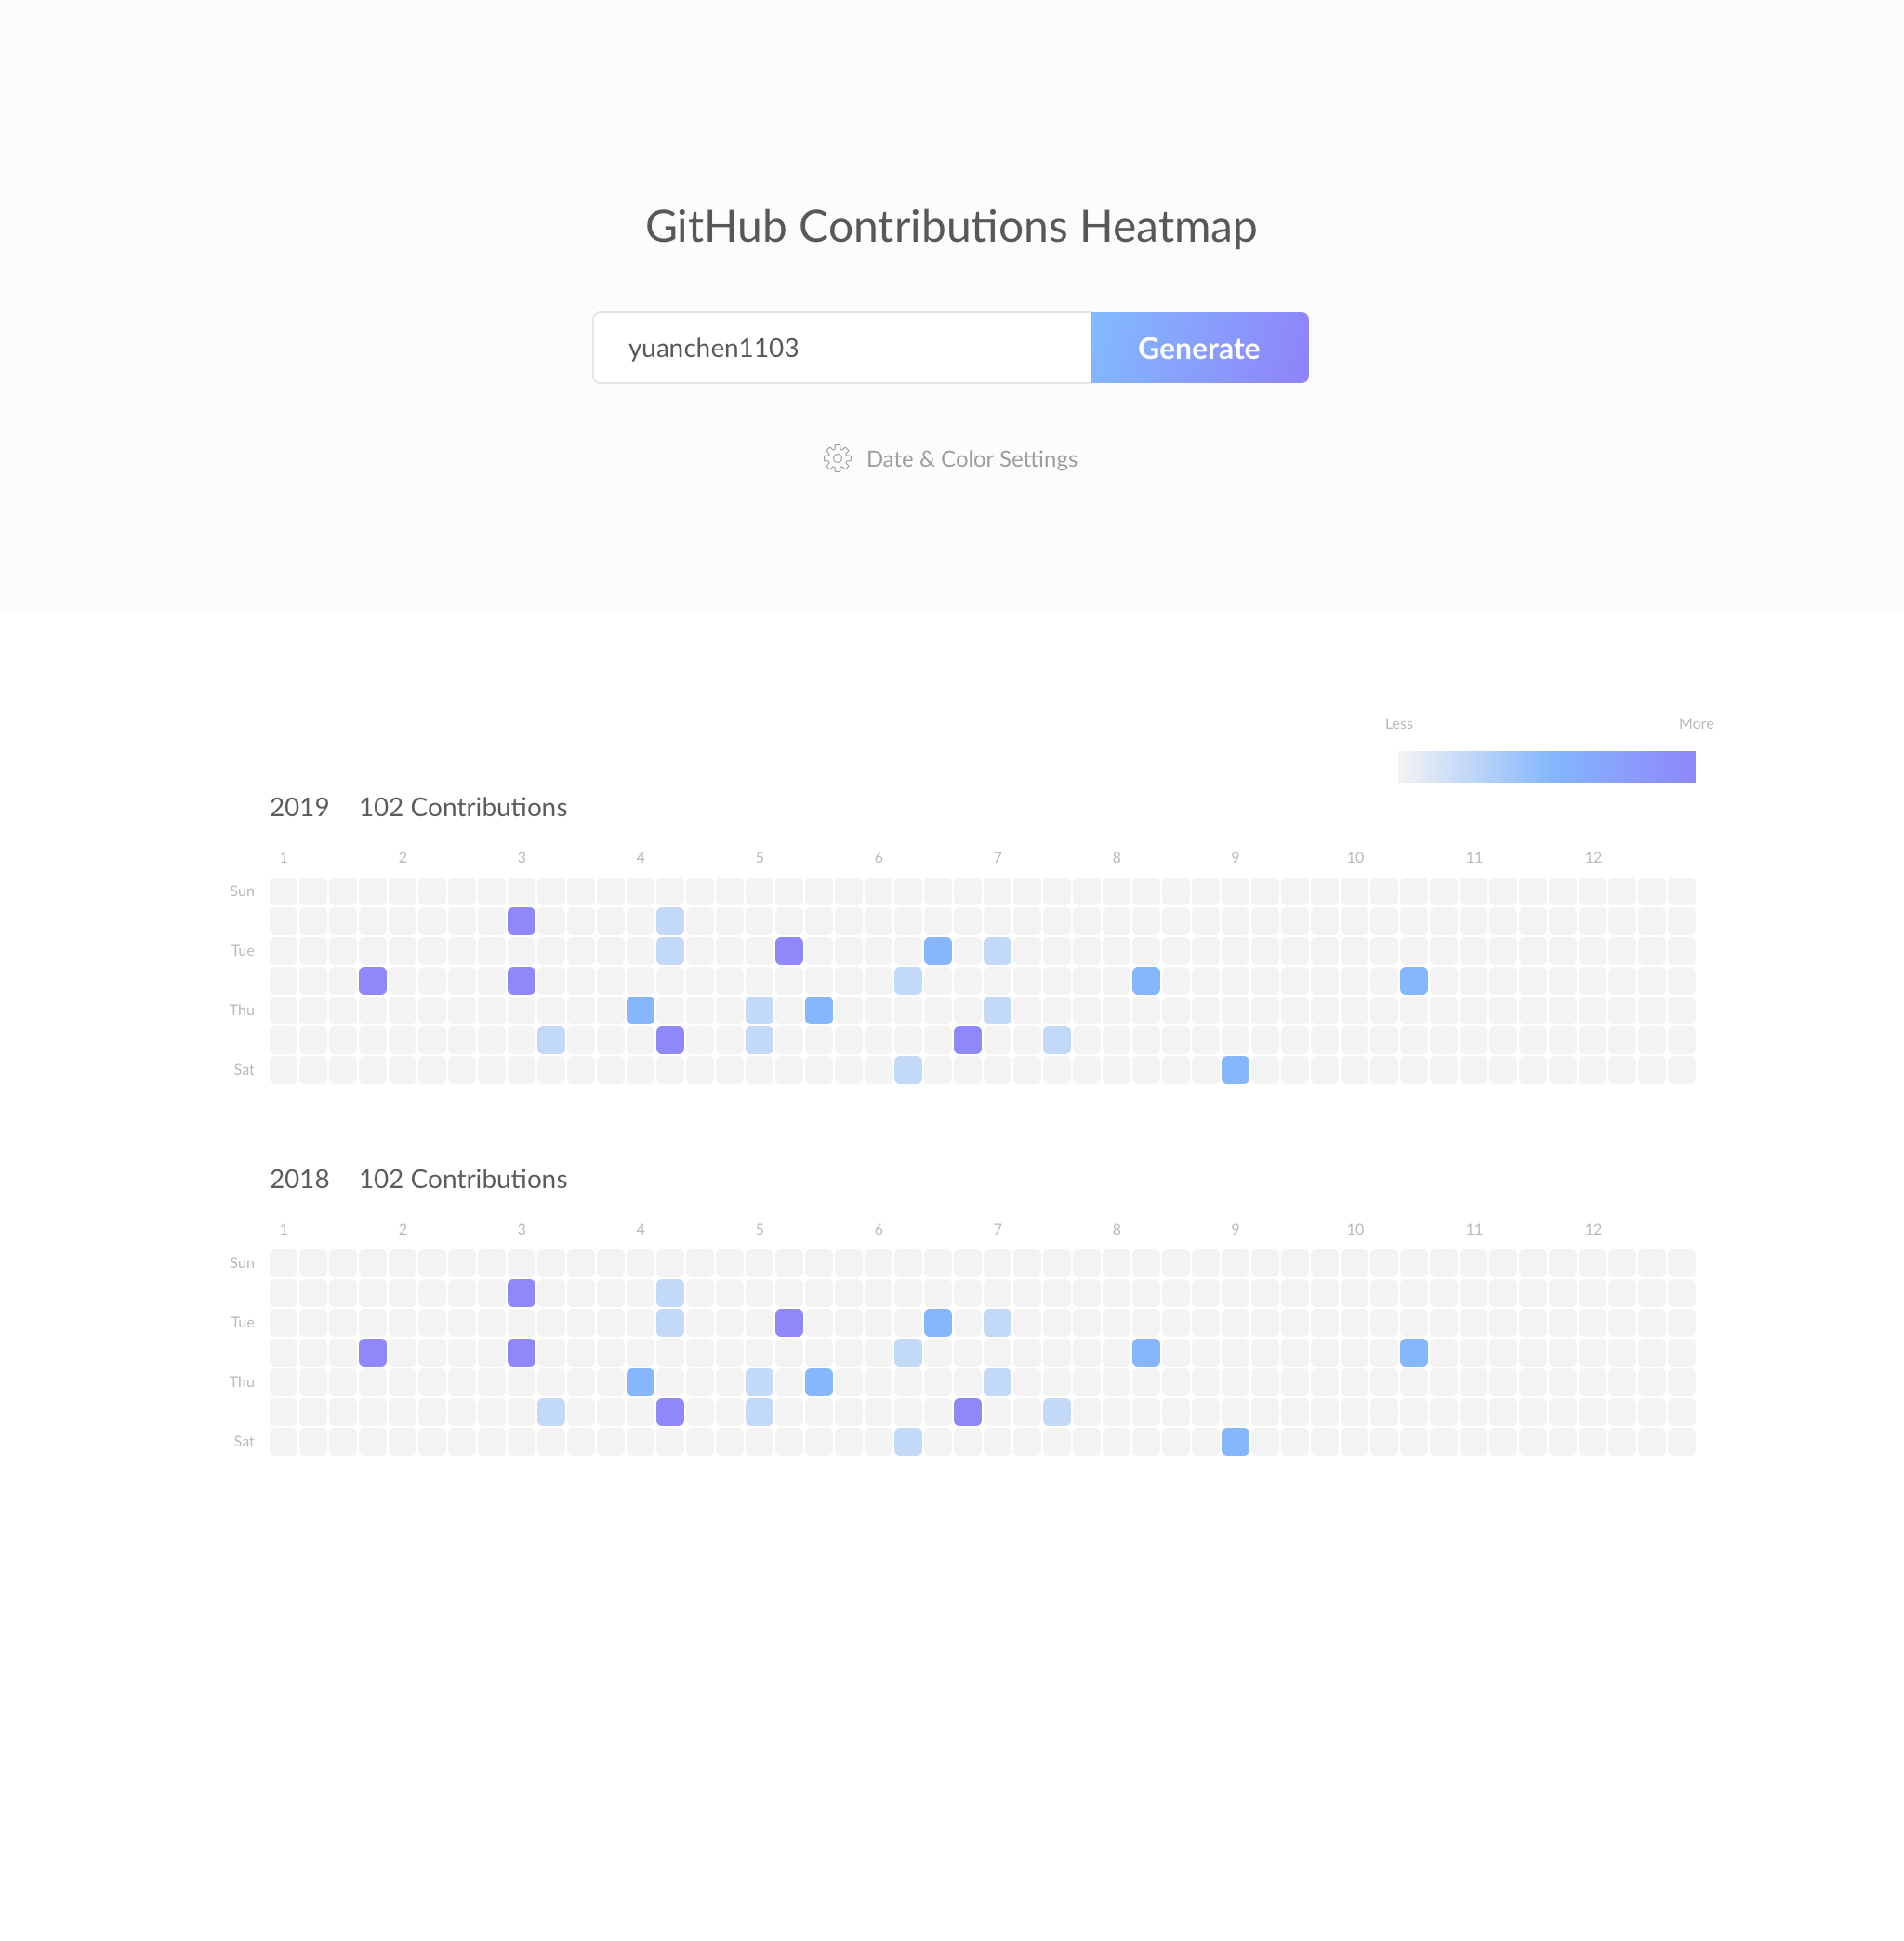 GitHub Contributions Heatmap
yuanchen1103
Generate
Date & Color Settings
Less More
2019 102 Contributions
1 2 3 4 5 6 7 8 9 10 11 12
Sun
Tue
Thu
Sat
2018 102 Contributions
1 2 3 4 5 6 7 8 9 10 11 12
Sun
Tue
Thu
Sat